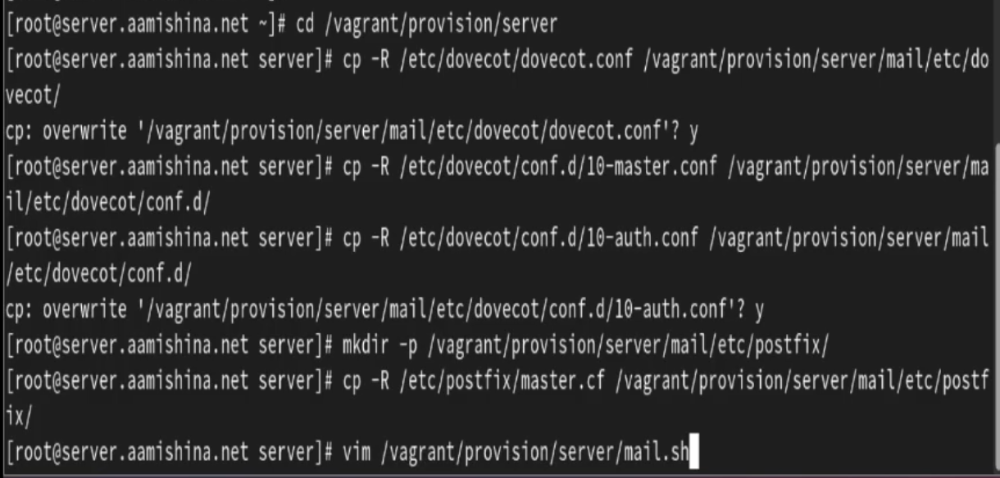 [root@server.aamishina.net ~]# cd /vagrant/provision/server
[root@server.aamishina.net server]# cp -R /etc/dovecot/dovecot.conf /vagrant/provision/server/mail/etc/do
vecot/
cp: overwrite '/vagrant/provision/server/mail/etc/dovecot/dovecot.conf'? y
[root@server.aamishina.net server]# cp -R /etc/dovecot/conf.d/10-master.conf /vagrant/provision/server/ma
il/etc/dovecot/conf.d/
[root@server.aamishina.net server]# cp -R /etc/dovecot/conf.d/10-auth.conf /vagrant/provision/server/mail
/etc/dovecot/conf.d/
cp: overwrite '/vagrant/provision/server/mail/etc/dovecot/conf.d/10-auth.conf'? y
[root@server.aamishina.net server]# mkdir -p /vagrant/provision/server/mail/etc/postfix/
[root@server.aamishina.net server]# cp -R /etc/postfix/master.cf /vagrant/provision/server/mail/etc/postf
ix/
[root@server.aamishina.net server]# vim /vagrant/provision/server/mail.sh